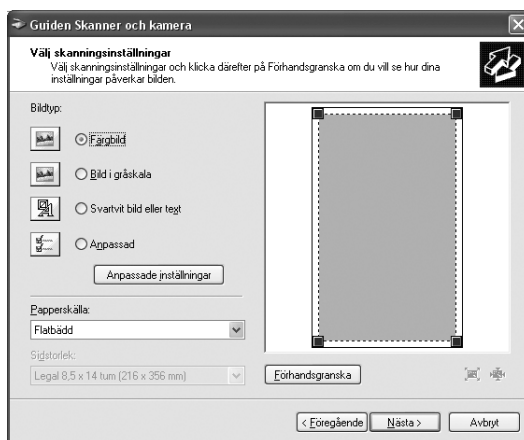 Guiden Skanner och kamera
Välj skanningsinställningar
Välj skanningsinställningar och klicka därefter på Förhandsgranska om du vill se hur dina
inställningar påverkar bilden.
Bildtyp:
Färgbild
Bild i gråskala
Svartvit bild eller text
Anpassad
Anpassade inställningar
Papperskälla:
Flatbädd
Sidstorlek:
Legal 8,5 x 14 tum (216 x 356 mm)
Förhandsgranska
< Föregående
Nästa >
Avbryt